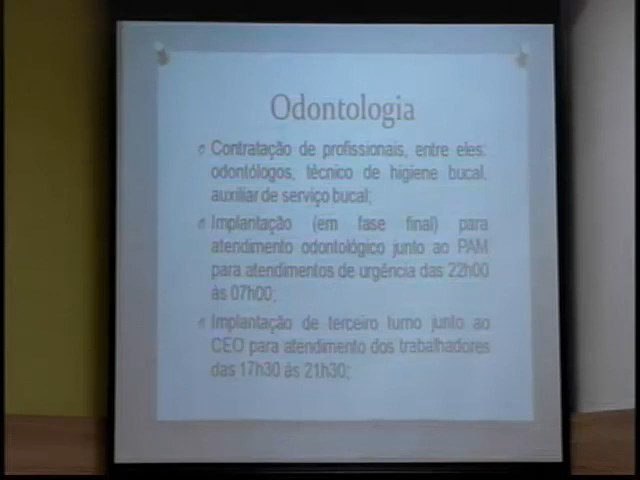 Odontologia
Contratação de profissionais, entre eles:
odontólogos, técnico de higiene bucal,
auxiliar de serviço bucal;
Implantação (em fase final) para
atendimento odontológico junto ao PAM
para atendimentos de urgência das 22h00
às 07h00;
Implantação de terceiro turno junto ao
CEO para atendimento dos trabalhadores
das 17h30 às 21h30;